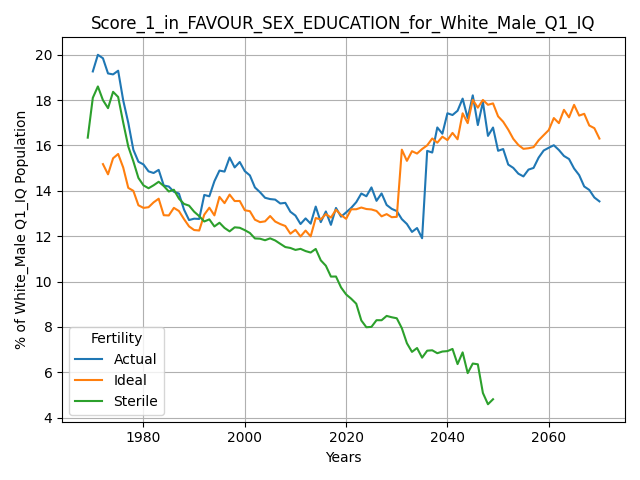 Score_1_in_FAVOUR_SEX_EDUCATION_for_White_Male_Q1_IQ
% of White_Male Q1_IQ Population
20
18
16
14
12
10
8
6
4
Fertility
Actual
Ideal
Sterile
1980 2000 2020 2040 2060
Years